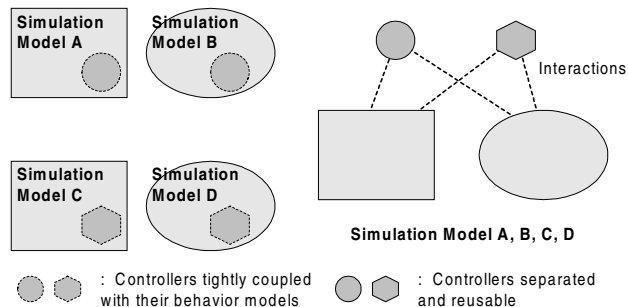 Simulation
Model A
Simulation
Model B
Interactions
Simulation
Model C
Simulation
Model D
Simulation Model A, B, C, D
: Controllers tightly coupled
with their behavior models
: Controllers separated
and reusable